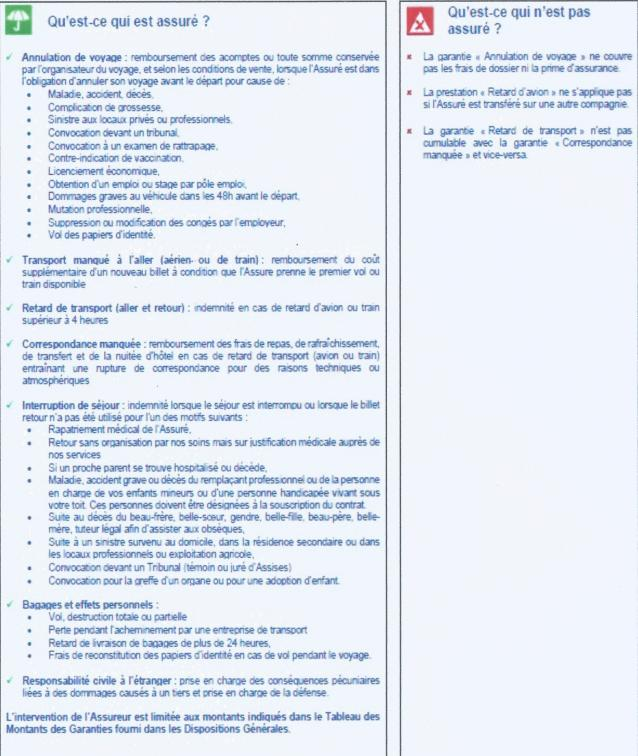 Qu'est-ce qui est assuré ?
✓ Annulation de voyage : remboursement des acomptes ou toute somme conservée
par l'organisateur du voyage, et selon les conditions de vente, lorsque l'Assuré est dans
l'obligation d'annuler son voyage avant le départ pour cause de :
• Maladie, accident, décès,
• Complication de grossesse,
• Sinistre aux locaux privés ou professionnels,
• Convocation devant un tribunal,
• Convocation à un examen de rattrapage,
• Contre-indication de vaccination,
• Licenciement économique,
• Obtention d'un emploi ou stage par pôle emploi,
• Dommages graves au véhicule dans les 48h avant le départ,
• Mutation professionnelle,
• Suppression ou modification des congés par l'employeur,
• Vol des papiers d'identité.
✓ Transport manqué à l'aller (aérien- ou de train) : remboursement du coût
supplémentaire d'un nouveau billet à condition que l'Assure prenne le premier vol ou
train disponible
✓ Retard de transport (aller et retour) : indemnité en cas de retard d'avion ou train
supérieur à 4 heures
✓ Correspondance manquée : remboursement des frais de repas, de rafraîchissement,
de transfert et de la nuitée d'hôtel en cas de retard de transport (avion ou train)
entraînant une rupture de correspondance pour des raisons techniques ou
atmosphériques
✓ Interruption de séjour : indemnité lorsque le séjour est interrompu ou lorsque le billet
retour n'a pas été utilisé pour l'un des motifs suivants :
• Rapatriement médical de l'Assuré,
• Retour sans organisation par nos soins mais sur justification médicale auprès de
nos services
• Si un proche parent se trouve hospitalisé ou décède,
• Maladie, accident grave ou décès du remplaçant professionnel ou de la personne
en charge de vos enfants mineurs ou d'une personne handicapée vivant sous
votre toit. Ces personnes doivent être désignées à la souscription du contrat.
• Suite au décès du beau-frère, belle-sœur, gendre, belle-fille, beau-père, belle-
mère, tuteur légal afin d'assister aux obsèques,
• Suite à un sinistre survenu au domicile, dans la résidence secondaire ou dans
les locaux professionnels ou exploitation agricole,
• Convocation devant un Tribunal (témoin ou juré d'Assises)
• Convocation pour la greffe d'un organe ou pour une adoption d'enfant.
✓ Bagages et effets personnels :
• Vol, destruction totale ou partielle
• Perte pendant l'acheminement par une entreprise de transport
• Retard de livraison de bagages de plus de 24 heures,
• Frais de reconstitution des papiers d'identité en cas de vol pendant le voyage.
✓ Responsabilité civile à l'étranger : prise en charge des conséquences pécuniaires
liées à des dommages causés à un tiers et prise en charge de la défense.
L'intervention de l'Assureur est limitée aux montants indiqués dans le Tableau des
Montants des Garanties fourni dans les Dispositions Générales.
Qu'est-ce qui n'est pas
assuré ?
x La garantie « Annulation de voyage » ne couvre
pas les frais de dossier ni la prime d'assurance.
x La prestation « Retard d'avion » ne s'applique pas
si l'Assuré est transféré sur une autre compagnie.
x La garantie « Retard de transport » n'est pas
cumulable avec la garantie « Correspondance
manquée » et vice-versa.